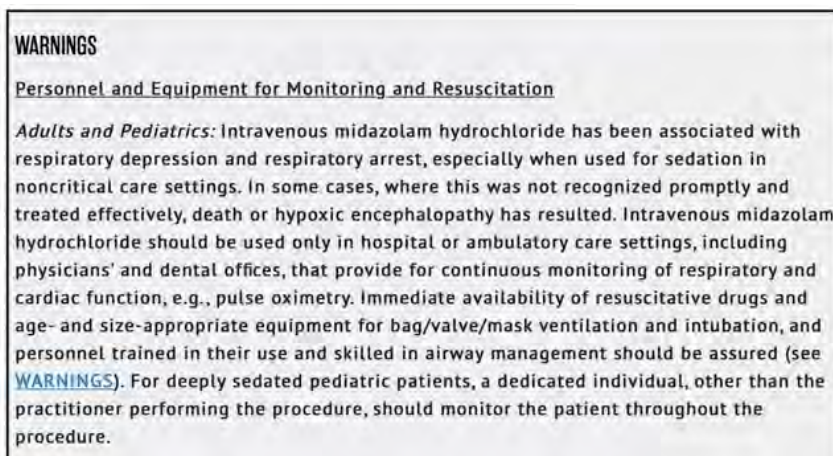 WARNINGS
Personnel and Equipment for Monitoring and Resuscitation
Adults and Pediatrics: Intravenous midazolam hydrochloride has been associated with
respiratory depression and respiratory arrest, especially when used for sedation in
noncritical care settings. In some cases, where this was not recognized promptly and
treated effectively, death or hypoxic encephalopathy has resulted. Intravenous midazolam
hydrochloride should be used only in hospital or ambulatory care settings, including
physicians' and dental offices, that provide for continuous monitoring of respiratory and
cardiac function, e.g., pulse oximetry. Immediate availability of resuscitative drugs and
age- and size-appropriate equipment for bag/valve/mask ventilation and intubation, and
personnel trained in their use and skilled in airway management should be assured (see
WARNINGS). For deeply sedated pediatric patients, a dedicated individual, other than the
practitioner performing the procedure, should monitor the patient throughout the
procedure.